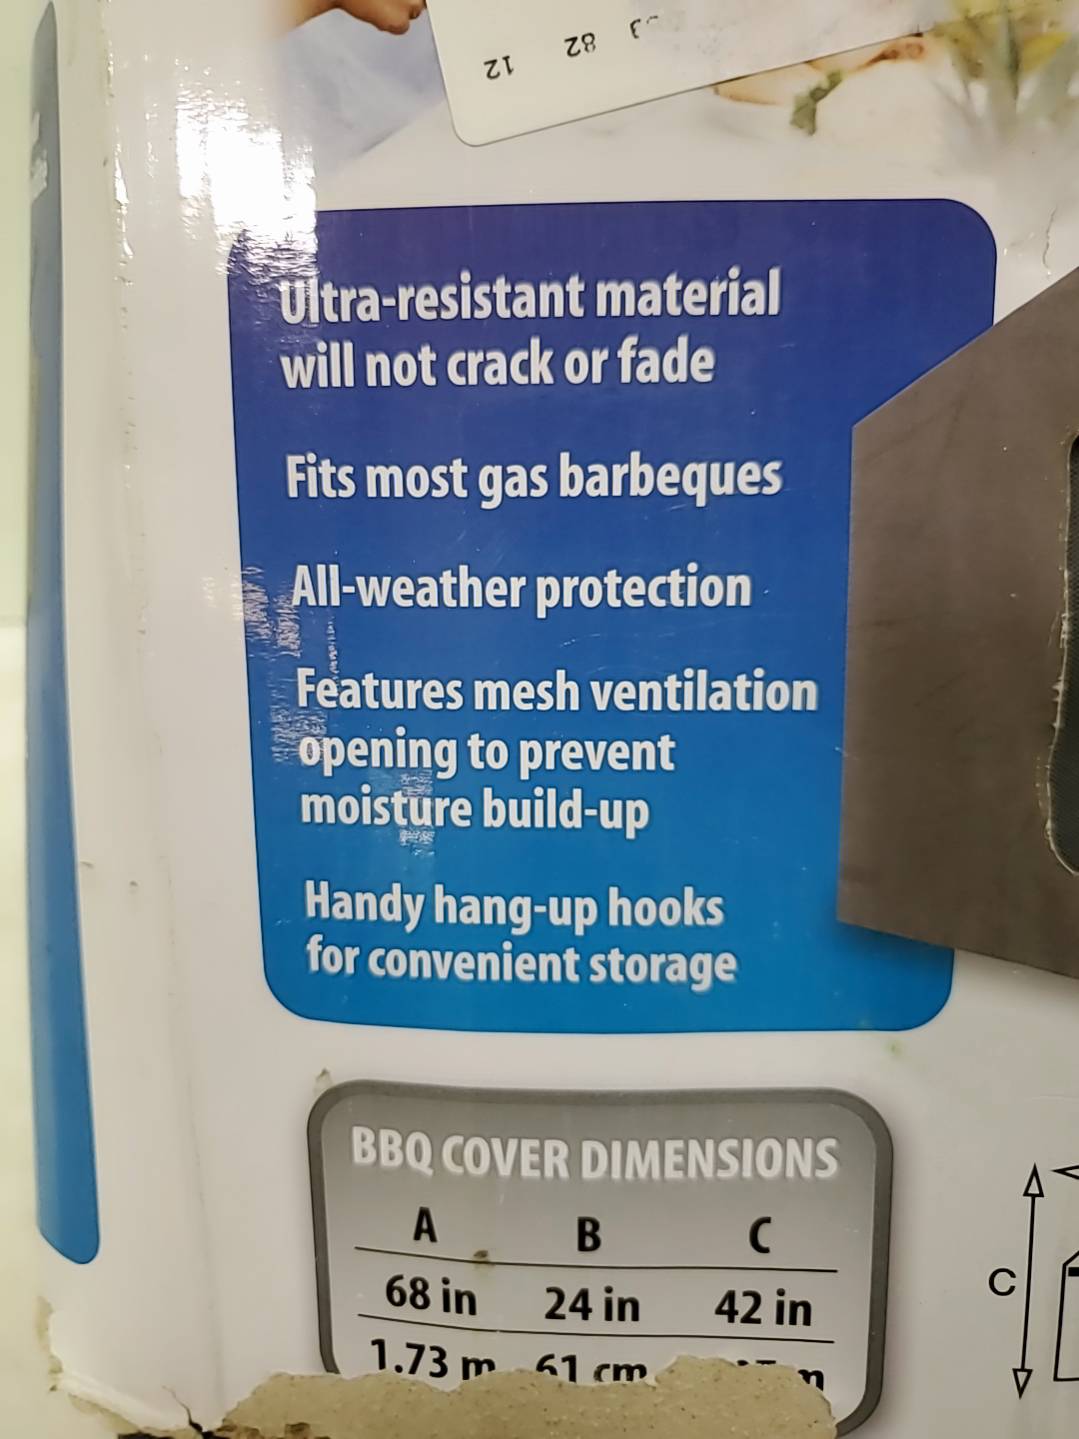 12 82
Ultra-resistant material
will not crack or fade
Fits most gas barbeques
All-weather protection
Features mesh ventilation
opening to prevent
moisture build-up
Handy hang-up hooks
for convenient storage
BBQ COVER DIMENSIONS
A B C
68 in 24 in 42 in
1.73 m 61 cm
C